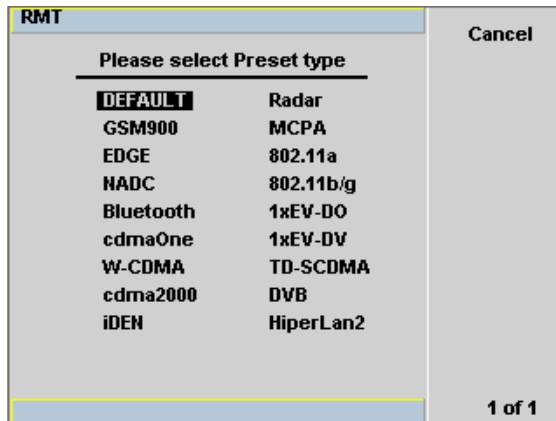 RMT
Cancel
Please select Preset type
DEFAULT Radar
GSM900 MCPA
EDGE 802.11a
NADC 802.11b/g
Bluetooth 1xEV-DO
cdmaOne 1xEV-DV
W-CDMA TD-SCDMA
cdma2000 DVB
iDEN HiperLan2
1 of 1